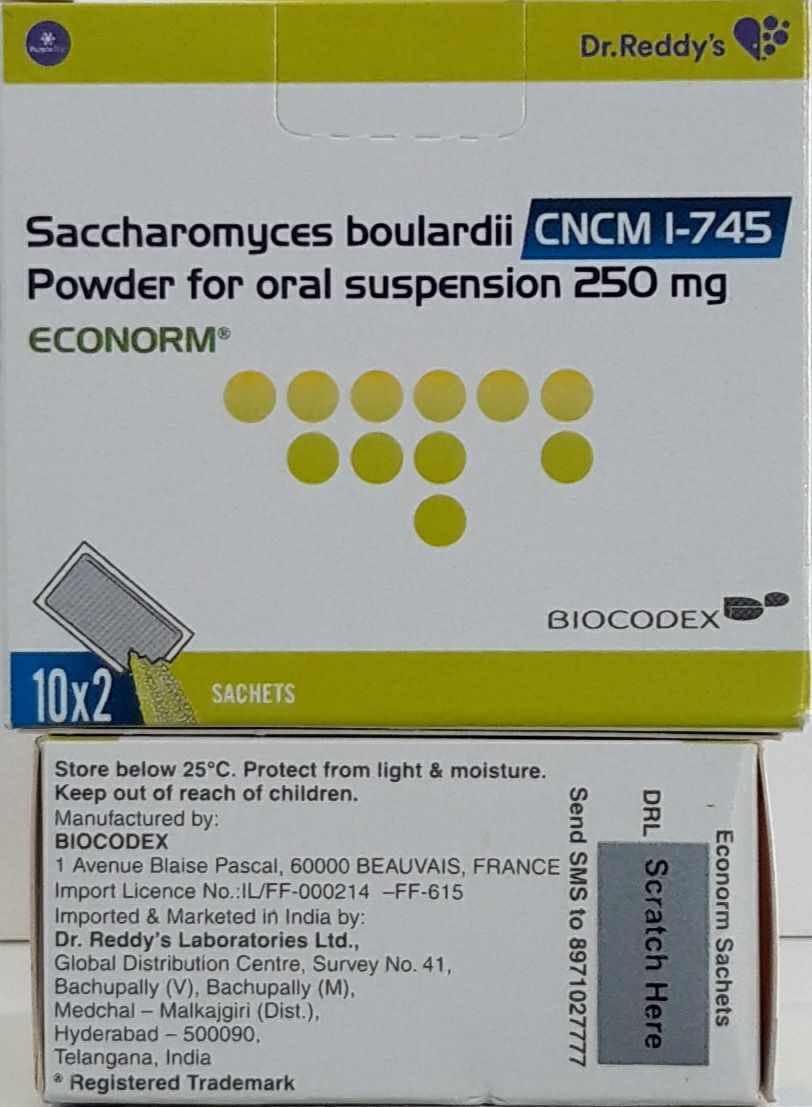 PurplePill
Dr.Reddy's
Saccharomyces boulardii CNCM I-745
Powder for oral suspension 250 mg
ECONORM®
BIOCODEX
10x2 SACHETS
Store below 25°C. Protect from light & moisture.
Keep out of reach of children.
Manufactured by:
BIOCODEX
1 Avenue Blaise Pascal, 60000 BEAUVAIS, FRANCE
Import Licence No.:IL/FF-000214 –FF-615
Imported & Marketed in India by:
Dr. Reddy's Laboratories Ltd.,
Global Distribution Centre, Survey No. 41,
Bachupally (V), Bachupally (M),
Medchal – Malkajgiri (Dist.),
Hyderabad – 500090,
Telangana, India
® Registered Trademark
Econorm Sachets
DRL Scratch Here
Send SMS to 8971027777